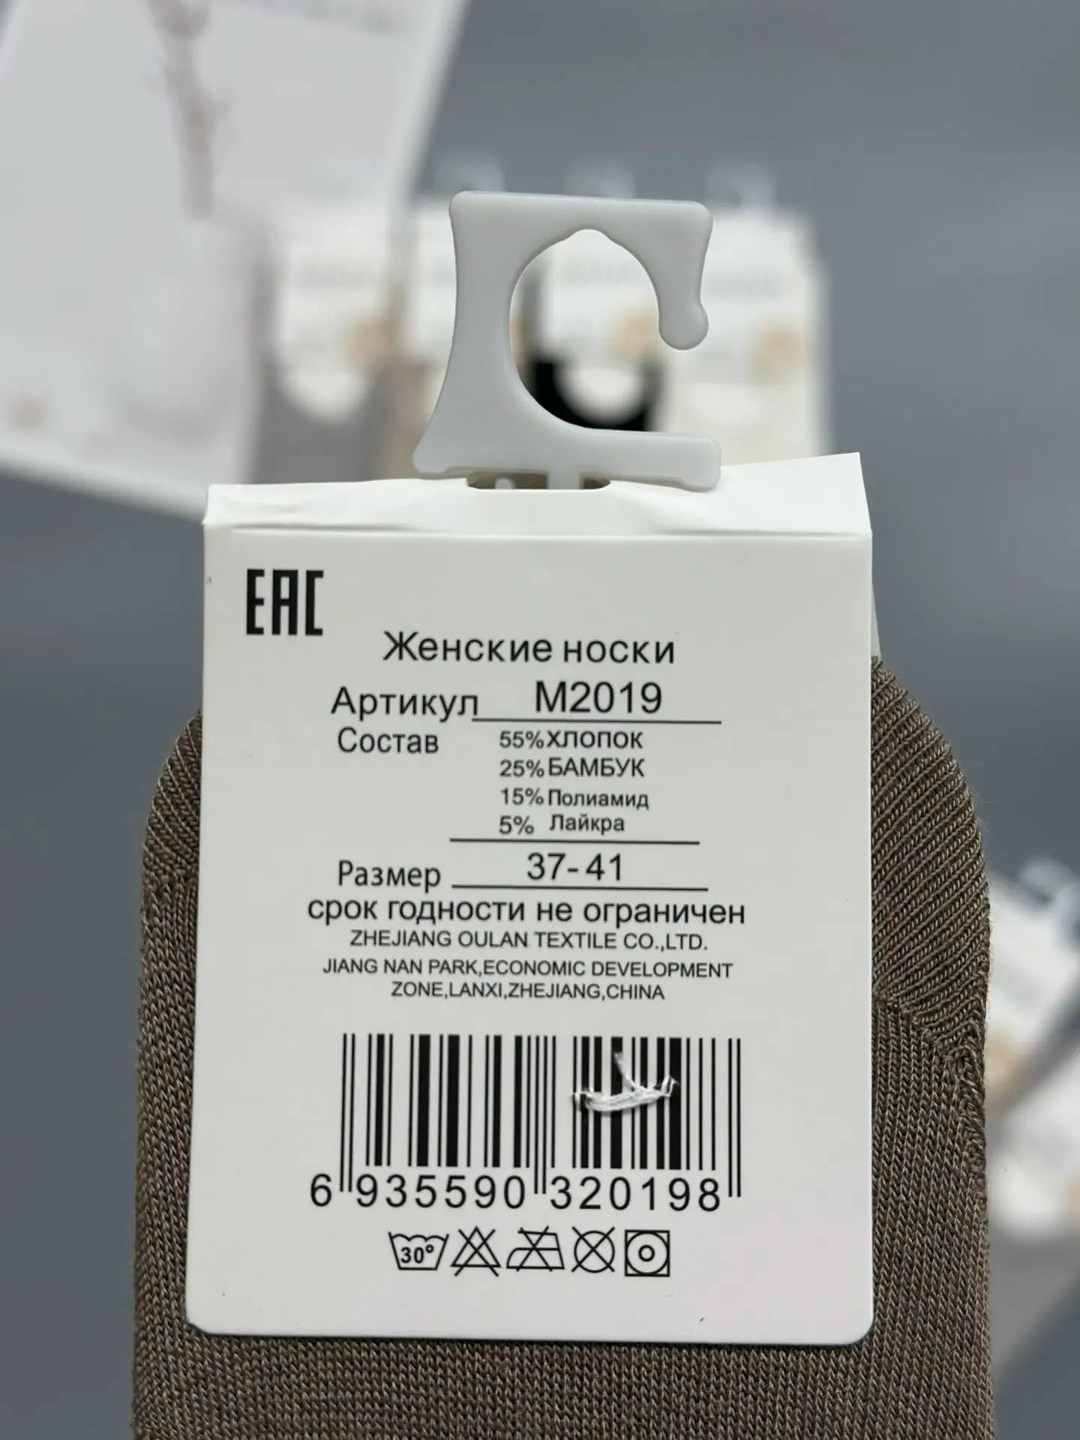 EAC
Женские носки
Артикул M2019
Состав 55% ХЛОПОК
25% БАМБУК
15% Полиамид
5% Лайкра
Размер 37-41
срок годности не ограничен
ZHEJIANG OULAN TEXTILE CO.,LTD.
JIANG NAN PARK,ECONOMIC DEVELOPMENT
ZONE,LANXI,ZHEJIANG,CHINA
6 935590 320198
30°